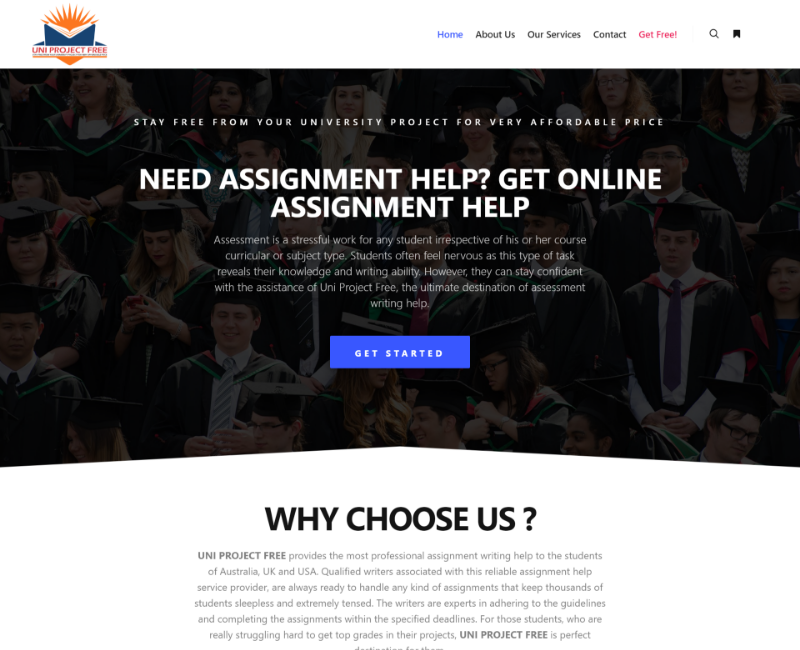 UNI PROJECT FREE
Home About Us Our Services Contact Get Free!
STAY FREE FROM YOUR UNIVERSITY PROJECT FOR VERY AFFORDABLE PRICE
NEED ASSIGNMENT HELP? GET ONLINE
ASSIGNMENT HELP
Assessment is a stressful work for any student irrespective of his or her course
curricular or subject type. Students often feel nervous as this type of task
reveals their knowledge and writing ability. However, they can stay confident
with the assistance of Uni Project Free, the ultimate destination of assessment
writing help.
GET STARTED
WHY CHOOSE US ?
UNI PROJECT FREE provides the most professional assignment writing help to the students
of Australia, UK and USA. Qualified writers associated with this reliable assignment help
service provider, are always ready to handle any kind of assignments that keep thousands of
students sleepless and extremely tensed. The writers are experts in adhering to the guidelines
and completing the assignments within the specified deadlines. For those students, who are
really struggling hard to get top grades in their projects, UNI PROJECT FREE is perfect
destination for them